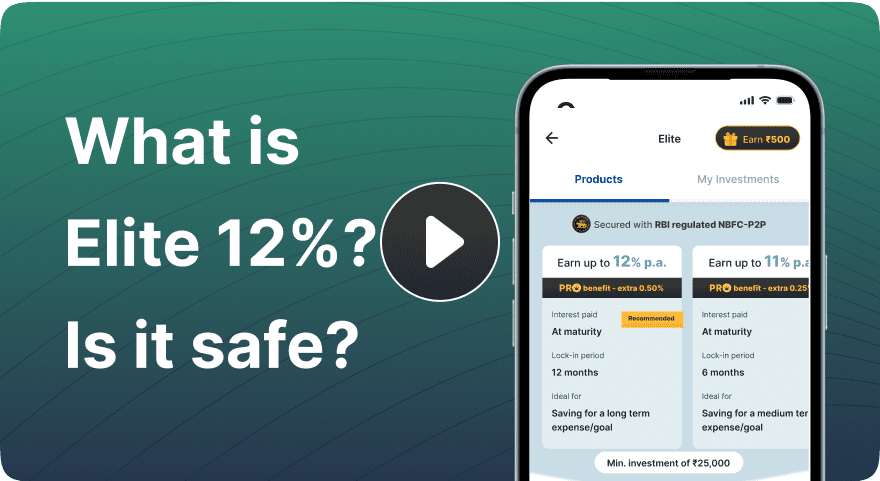 What is
Elite 12%?
Is it safe?
Elite
Earn ₹500
Products
My Investments
Secured with RBI regulated NBFC-P2P
Earn up to 12% p.a.
PRO benefit - extra 0.50%
Interest paid
Recommended
At maturity
Lock-in period
12 months
Ideal for
Saving for a long term
expense/goal
Earn up to 11% p.a
PRO benefit - extra 0.25%
Interest paid
At maturity
Lock-in period
6 months
Ideal for
Saving for a medium ter
expense/goal
Min. investment of ₹25,000